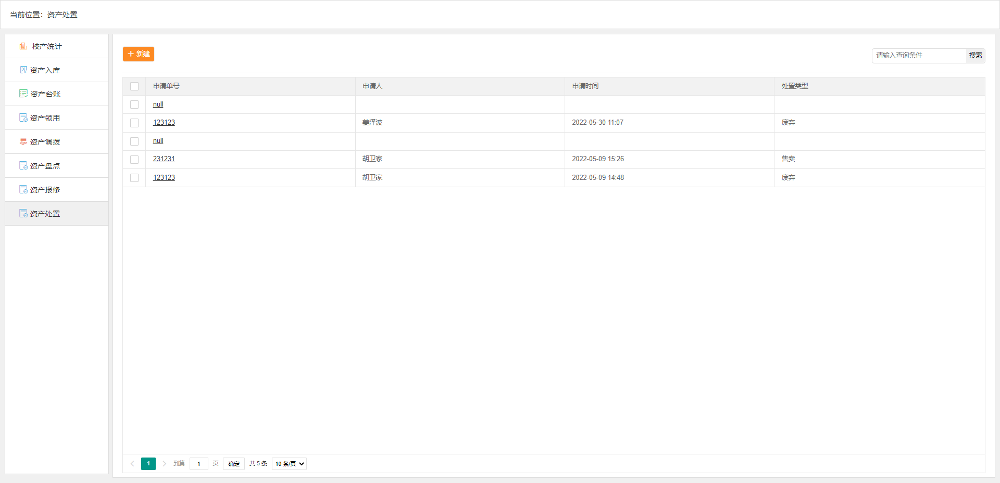 当前位置：资产处置
校产统计
资产入库
资产台账
资产领用
资产调拨
资产盘点
资产报修
资产处置
新建
请输入查询条件 搜索
申请单号 申请人 申请时间 处置类型
null
123123 姜泽波 2022-05-30 11:07 废弃
null
231231 胡卫家 2022-05-09 15:26 售卖
123123 胡卫家 2022-05-09 14:48 废弃
1 到第 1 页 确定 共 5 条 10 条/页